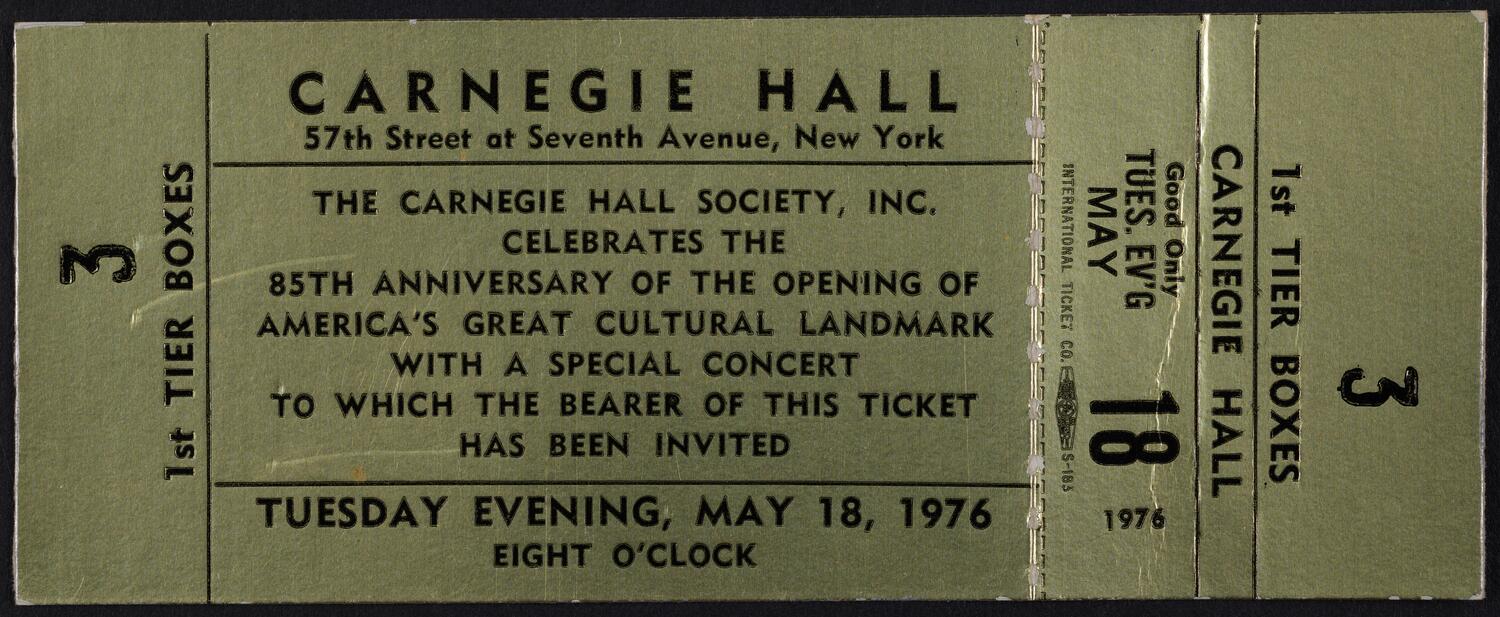 3
1st TIER BOXES
CARNEGIE HALL
57th Street at Seventh Avenue, New York
THE CARNEGIE HALL SOCIETY, INC.
CELEBRATES THE
85TH ANNIVERSARY OF THE OPENING OF
AMERICA'S GREAT CULTURAL LANDMARK
WITH A SPECIAL CONCERT
TO WHICH THE BEARER OF THIS TICKET
HAS BEEN INVITED
TUESDAY EVENING, MAY 18, 1976
EIGHT O'CLOCK
INTERNATIONAL TICKET CO. S-183
Good Only
TUES. EV'G
MAY
18
1976
CARNEGIE HALL
1st TIER BOXES
3